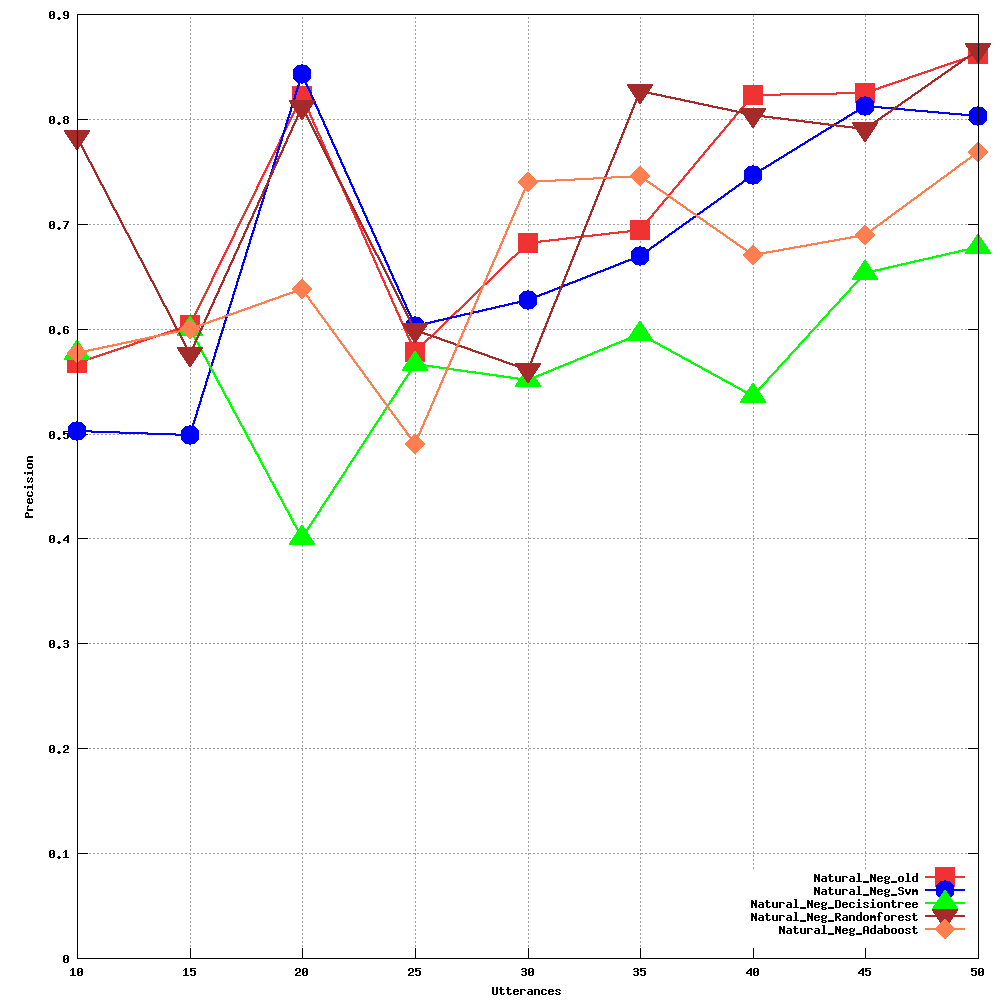 0.9
0.8
0.7
0.6
0.5
0.4
0.3
0.2
0.1
0
Precision
10 15 20 25 30 35 40 45 50
Utterances
Natural_Neg_old
Natural_Neg_Svm
Natural_Neg_Decisiontree
Natural_Neg_Randomforest
Natural_Neg_Adaboost